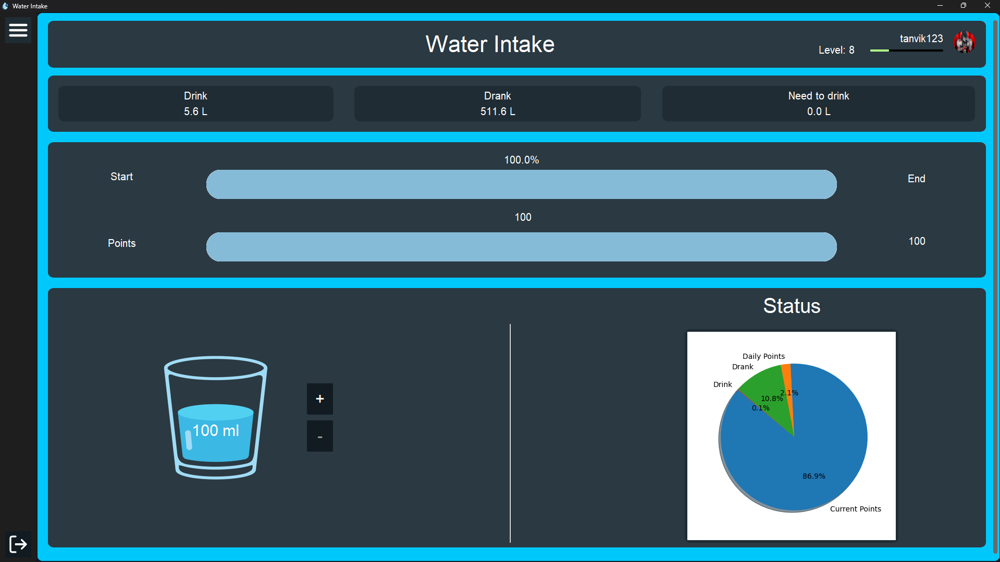 Water Intake
Water Intake
tanvik123
Level: 8
Drink
5.6 L
Drank
511.6 L
Need to drink
0.0 L
100.0%
Start
End
100
Points
100
Status
100 ml
+
-
Daily Points
Drank
Drink
2.1%
10.8%
0.1%
86.9%
Current Points